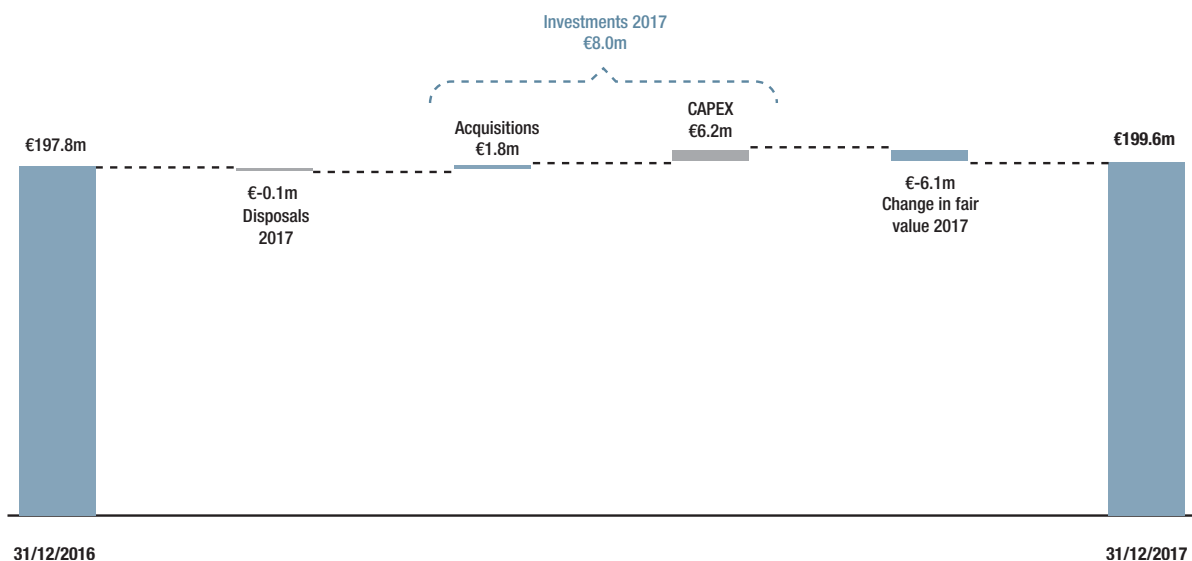 Investments 2017
€8.0m
€197.8m
€-0.1m
Disposals
2017
Acquisitions
€1.8m
CAPEX
€6.2m
€-6.1m
Change in fair
value 2017
€199.6m
31/12/2016
31/12/2017